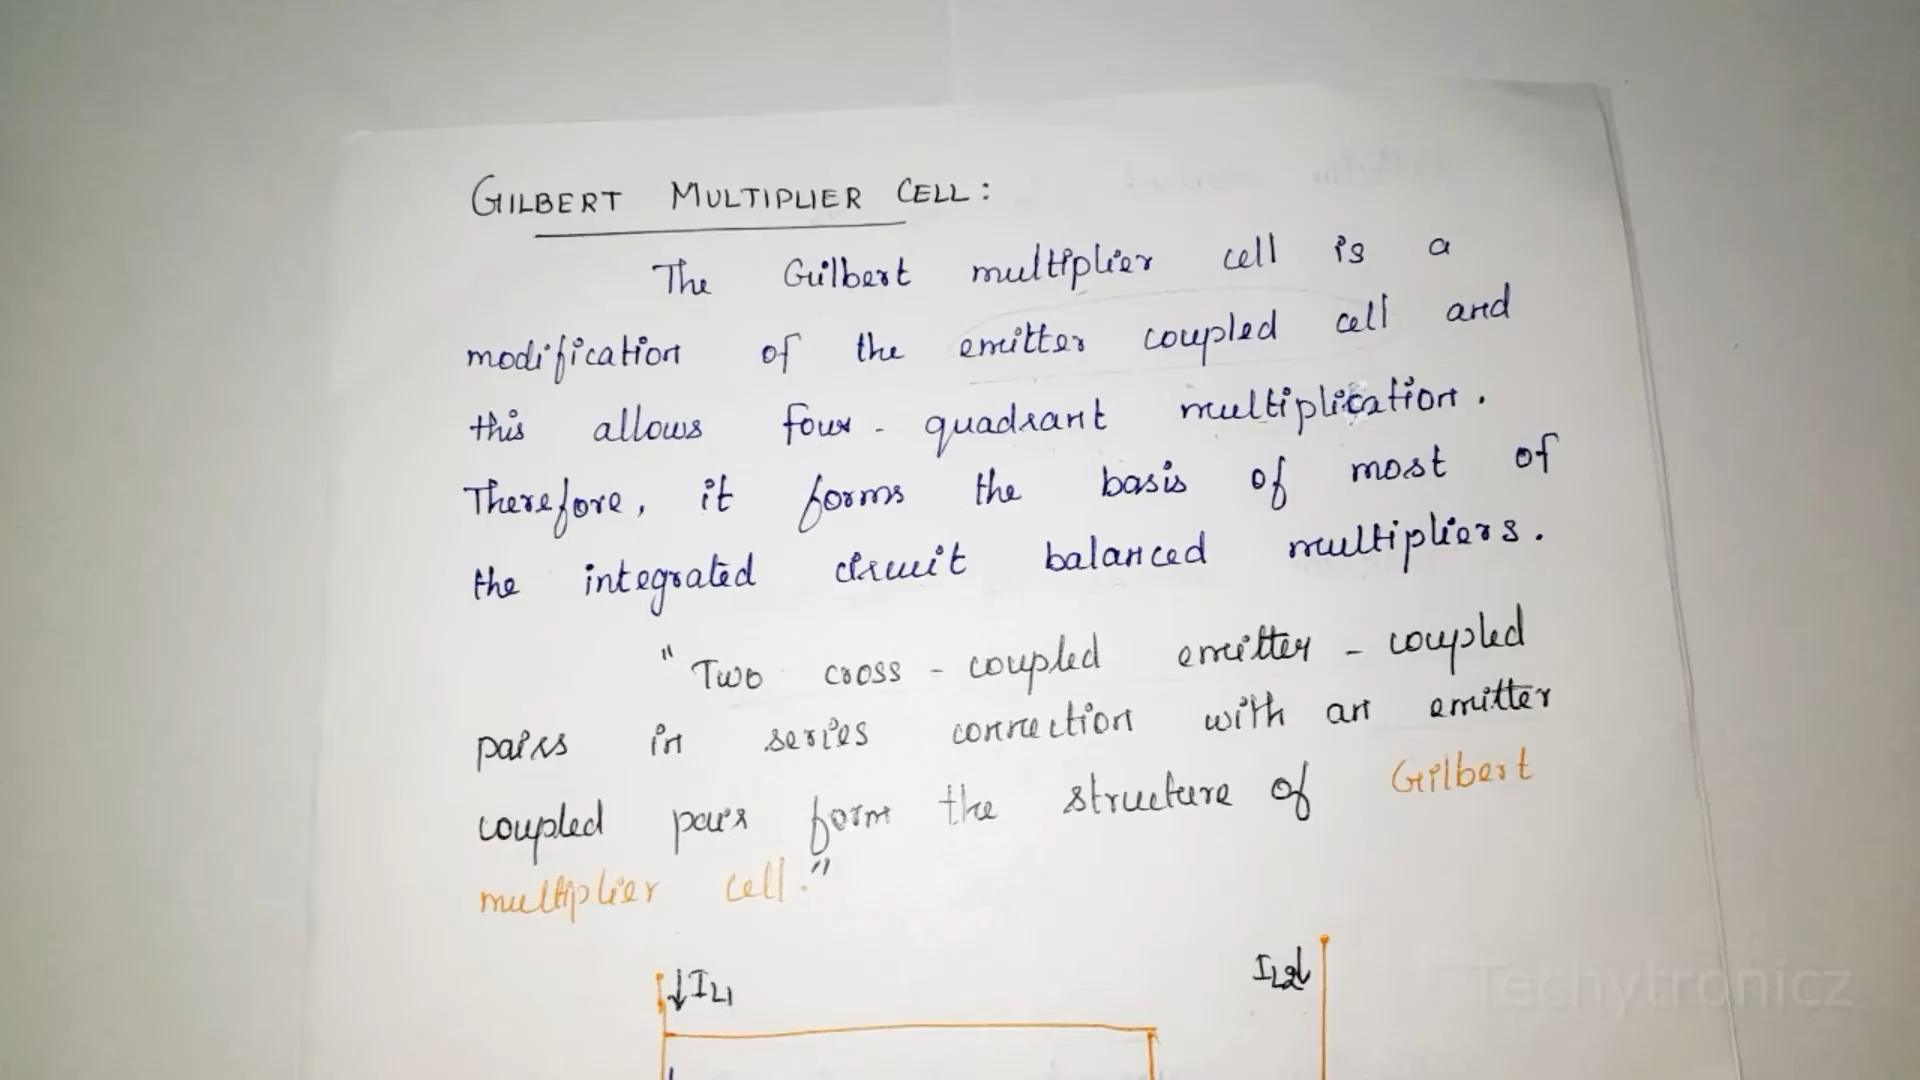 GILBERT MULTIPLIER CELL:
The Gilbert multiplier cell is a
modification of the emitter coupled cell and
this allows four-quadrant multiplication.
Therefore, it forms the basis of most of
the integrated circuit balanced multipliers.
"Two cross-coupled emitter-coupled
pairs in series connection with an emitter
coupled pair form the structure of Gilbert
multiplier cell."
↓IL1
IL2↓
Techytronicz